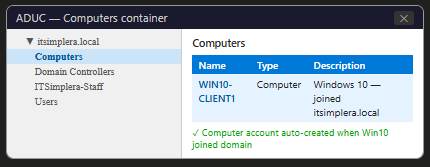 ADUC — Computers container
✕
▼ itsimplera.local
Computers
Domain Controllers
ITSimplera-Staff
Users
Computers
Name Type Description
WIN10-CLIENT1 Computer Windows 10 — joined itsimplera.local
✓ Computer account auto-created when Win10
joined domain